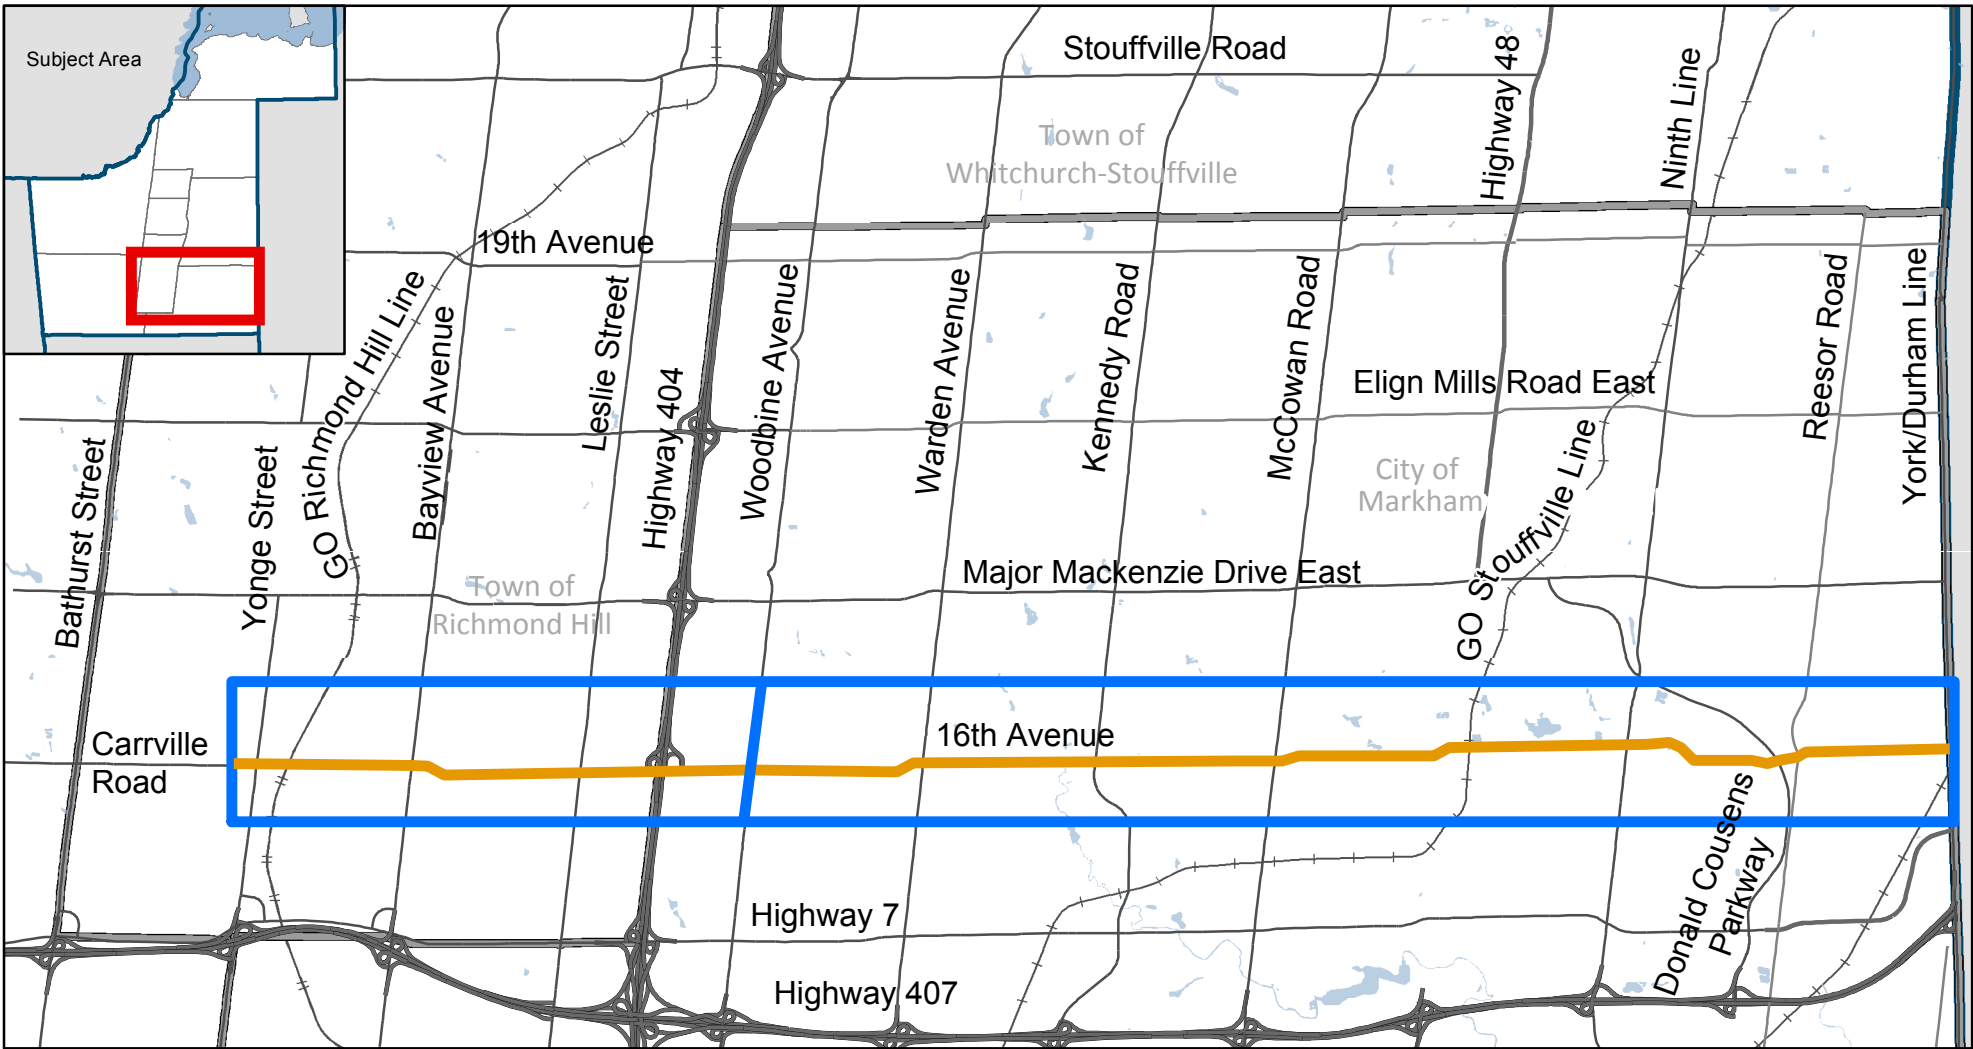 Subject Area
Stouffville Road
Highway 48
Ninth Line
Town of
Whitchurch-Stouffville
19th Avenue
GO Richmond Hill Line
Bayview Avenue
Leslie Street
Highway 404
Woodbine Avenue
Warden Avenue
Kennedy Road
McCowan Road
Reesor Road
York/Durham Line
Elign Mills Road East
Bathurst Street
Yonge Street
City of
Markham
GO Stouffville Line
Major Mackenzie Drive East
Town of
Richmond Hill
Carrville
Road
16th Avenue
Donald Cousens
Parkway
Highway 7
Highway 407